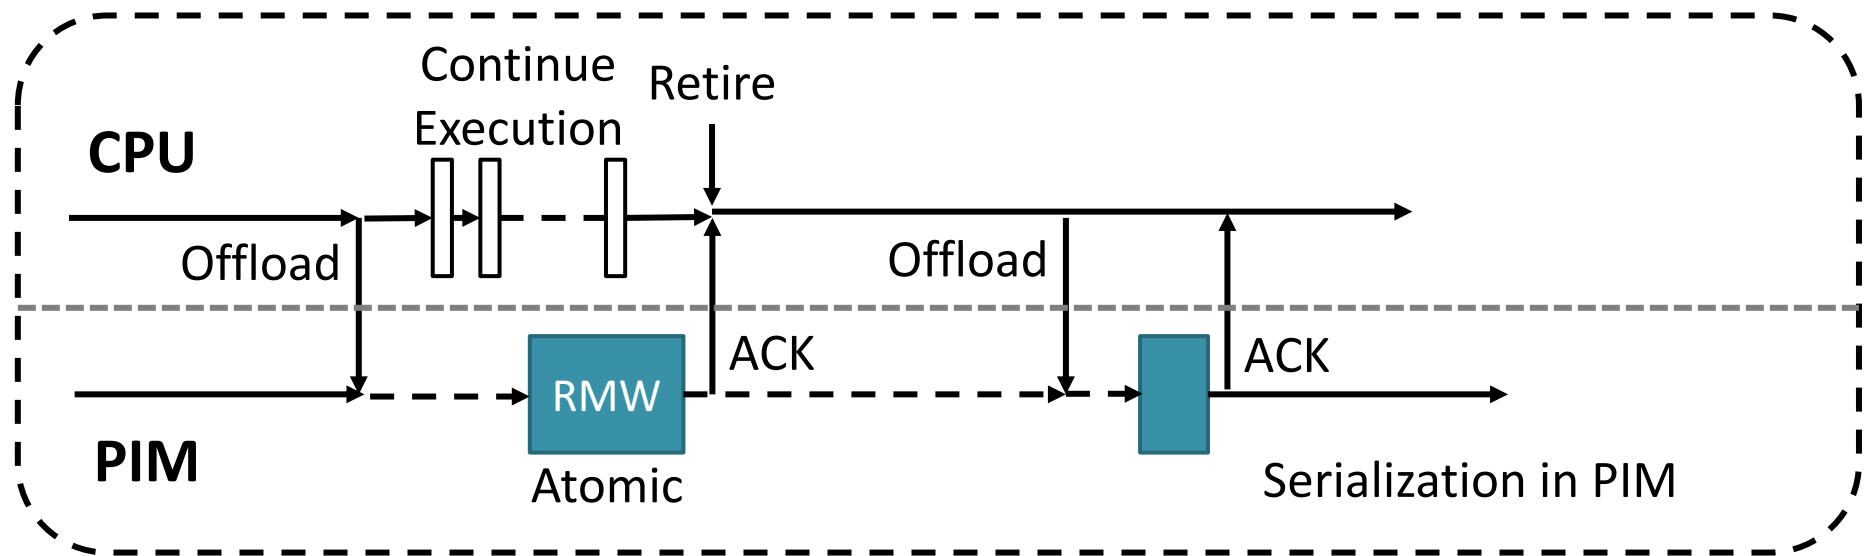 Continue
Execution
Retire
CPU
Offload
Offload
ACK
ACK
RMW
PIM
Atomic
Serialization in PIM